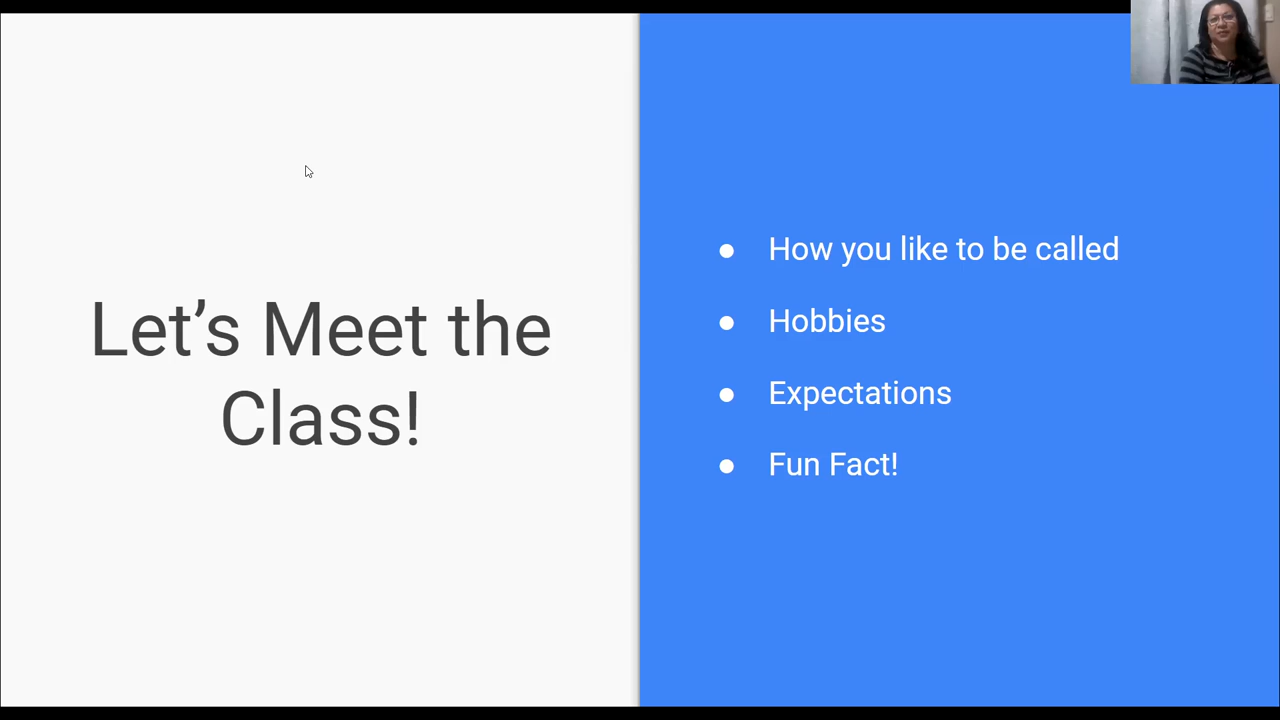 Let’s Meet the
Class!
● How you like to be called
● Hobbies
● Expectations
● Fun Fact!